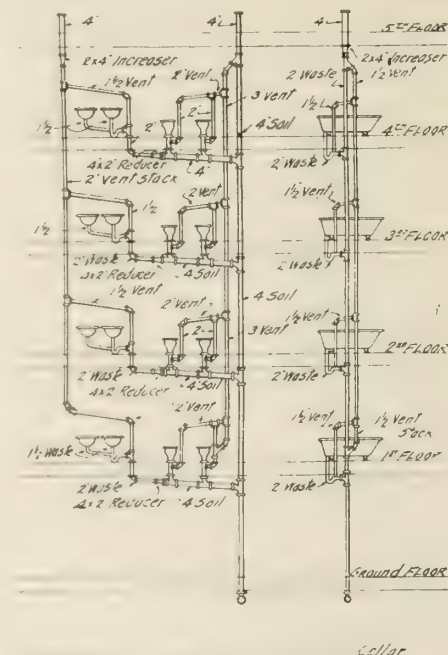 4"
4"
4"
5TH FLOOR
2x4" Increaser
2x4" Increaser
1½ Vent
2" Vent
2" Waste
1½ Vent
3 Vent
1½
1½
2"
2"
4" Soil
4TH FLOOR
4x2" Reducer
4"
2" Waste
2" Vent Stack
2 Vent
1½ Vent
1½
1½
3RD FLOOR
2" Waste
4x2" Reducer
4 Soil
2 Waste
1½ Vent
2" Vent
4 Soil
1½ Vent
2"
3 Vent
2ND FLOOR
2" Waste
4x2" Reducer
4" Soil
2" Waste
2" Vent
1½ Vent
1½ Vent
Stack
1½ Waste
1ST FLOOR
2" Waste
4x2" Reducer
4 Soil
2 Waste
Ground FLOOR
Cellar